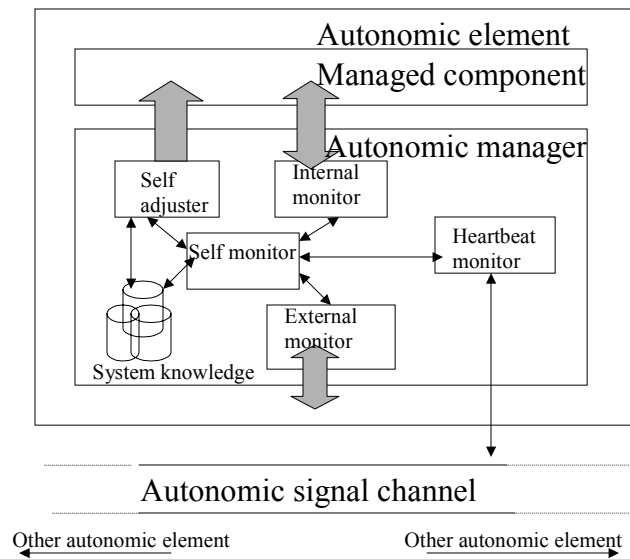 Autonomic element
Managed component
Autonomic manager
Self
adjuster
Internal
monitor
Self monitor
Heartbeat
monitor
External
monitor
System knowledge
Autonomic signal channel
Other autonomic element
Other autonomic element